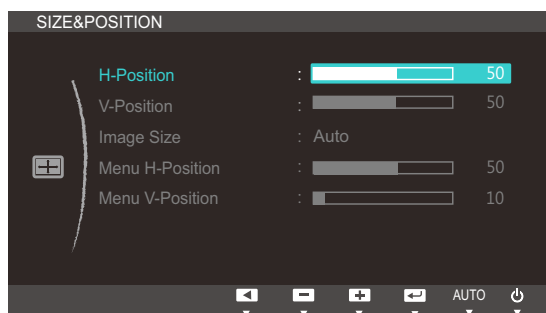 SIZE&POSITION
H-Position : 50
V-Position : 50
Image Size : Auto
Menu H-Position : 50
Menu V-Position : 10
AUTO